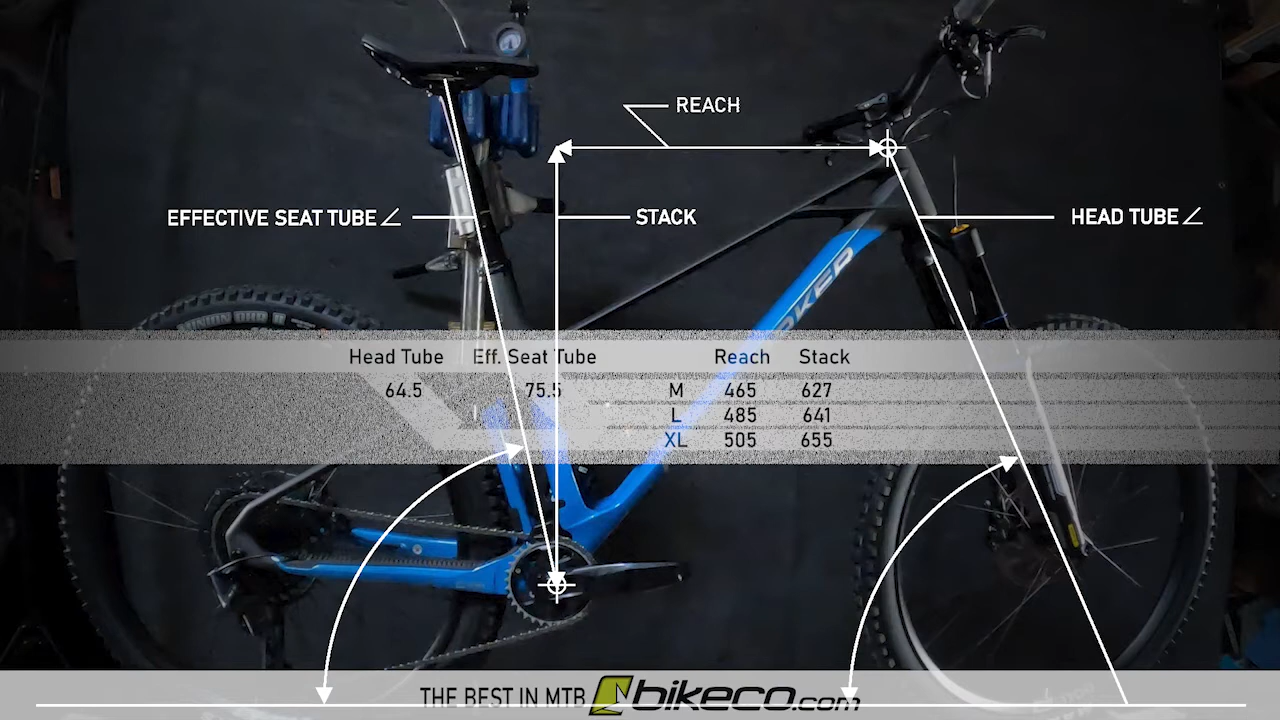 REACH
EFFECTIVE SEAT TUBE∠
STACK
HEAD TUBE∠
Head Tube Eff. Seat Tube Reach Stack
64.5 75.5 M 465 627
L 485 641
XL 505 655
THE BEST IN MTB bikeco.com